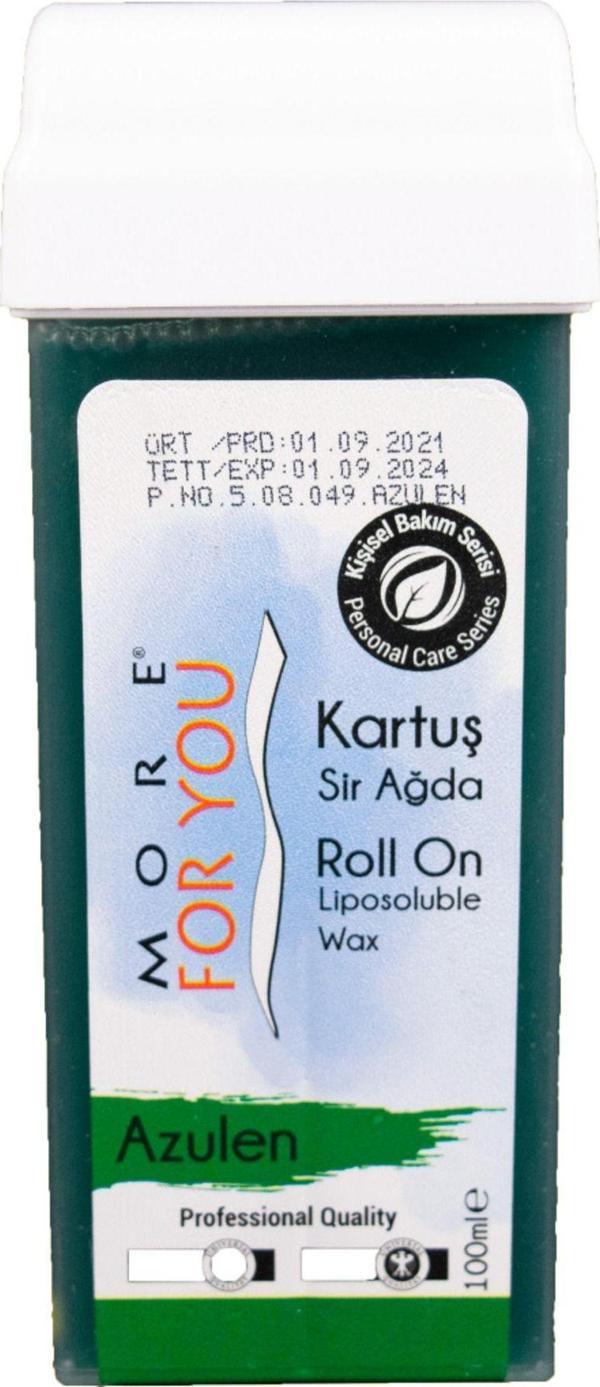 ÜRT /PRD:01.09.2021
TETT/EXP:01.09.2024
P.NO.5.08.049.AZULEN
Kişisel Bakım Serisi
Personal Care Series
MORE®
FOR YOU
Kartuş
Sir Ağda
Roll On
Liposoluble
Wax
Azulen
Professional Quality
100ml e